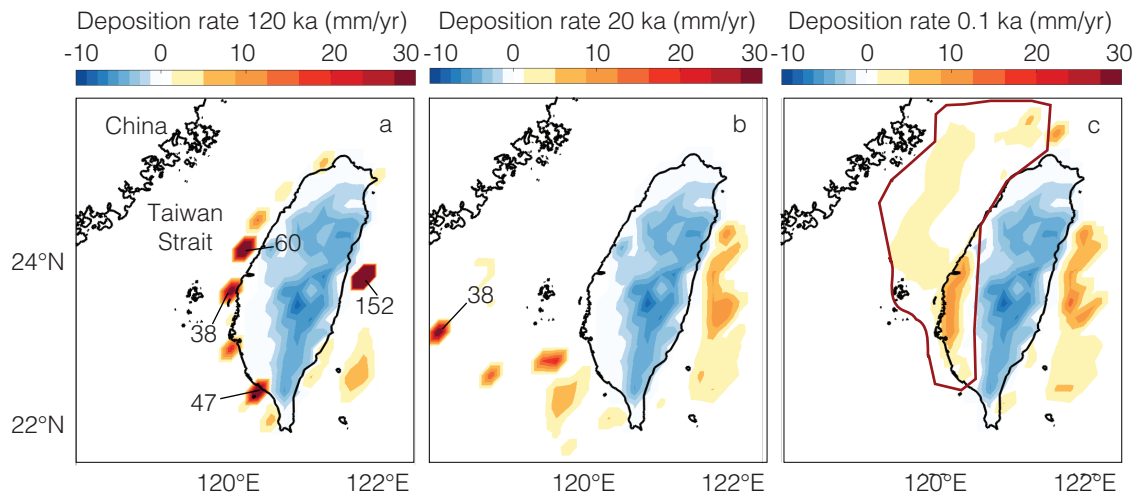 Deposition rate 120 ka (mm/yr)
-10 0 10 20 30
China
a
Taiwan
Strait
60
38
152
47
24°N
22°N
120°E 122°E
Deposition rate 20 ka (mm/yr)
-10 0 10 20 30
b
38
120°E 122°E
Deposition rate 0.1 ka (mm/yr)
-10 0 10 20 30
c
120°E 122°E